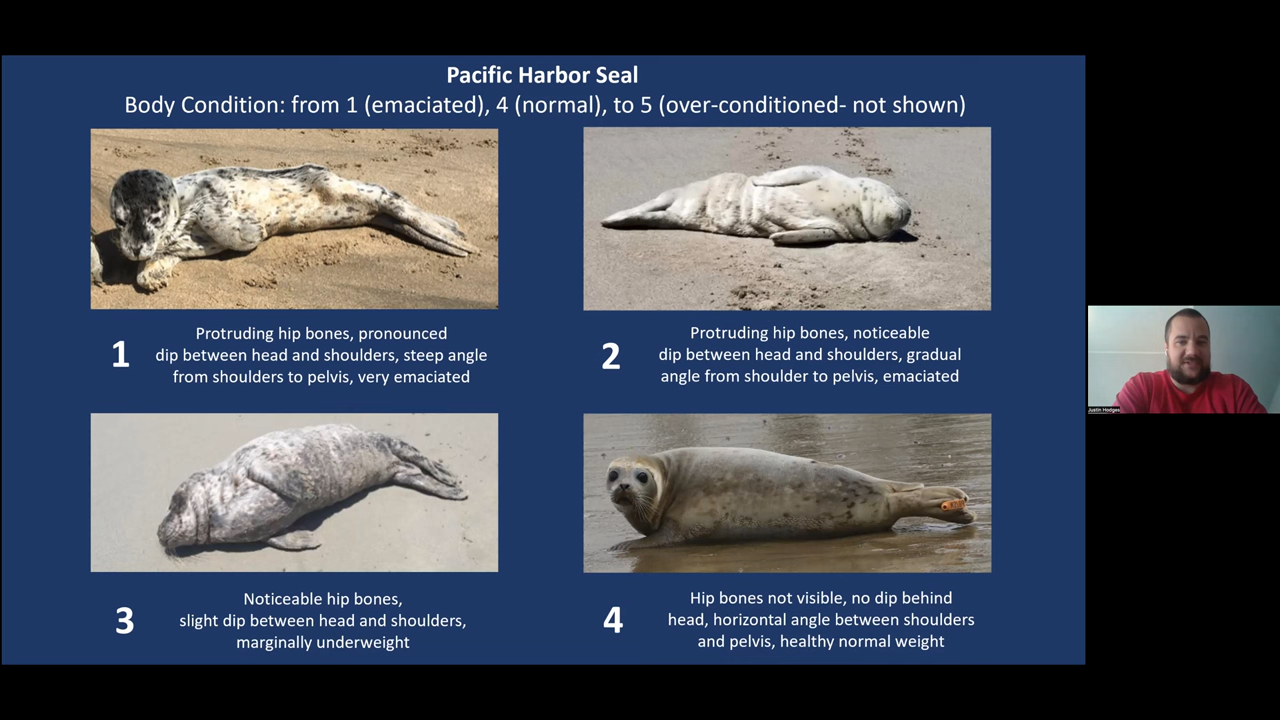 Pacific Harbor Seal
Body Condition: from 1 (emaciated), 4 (normal), to 5 (over-conditioned- not shown)
1
Protruding hip bones, pronounced
dip between head and shoulders, steep angle
from shoulders to pelvis, very emaciated
2
Protruding hip bones, noticeable
dip between head and shoulders, gradual
angle from shoulder to pelvis, emaciated
Justin Hodges
3
Noticeable hip bones,
slight dip between head and shoulders,
marginally underweight
4
Hip bones not visible, no dip behind
head, horizontal angle between shoulders
and pelvis, healthy normal weight